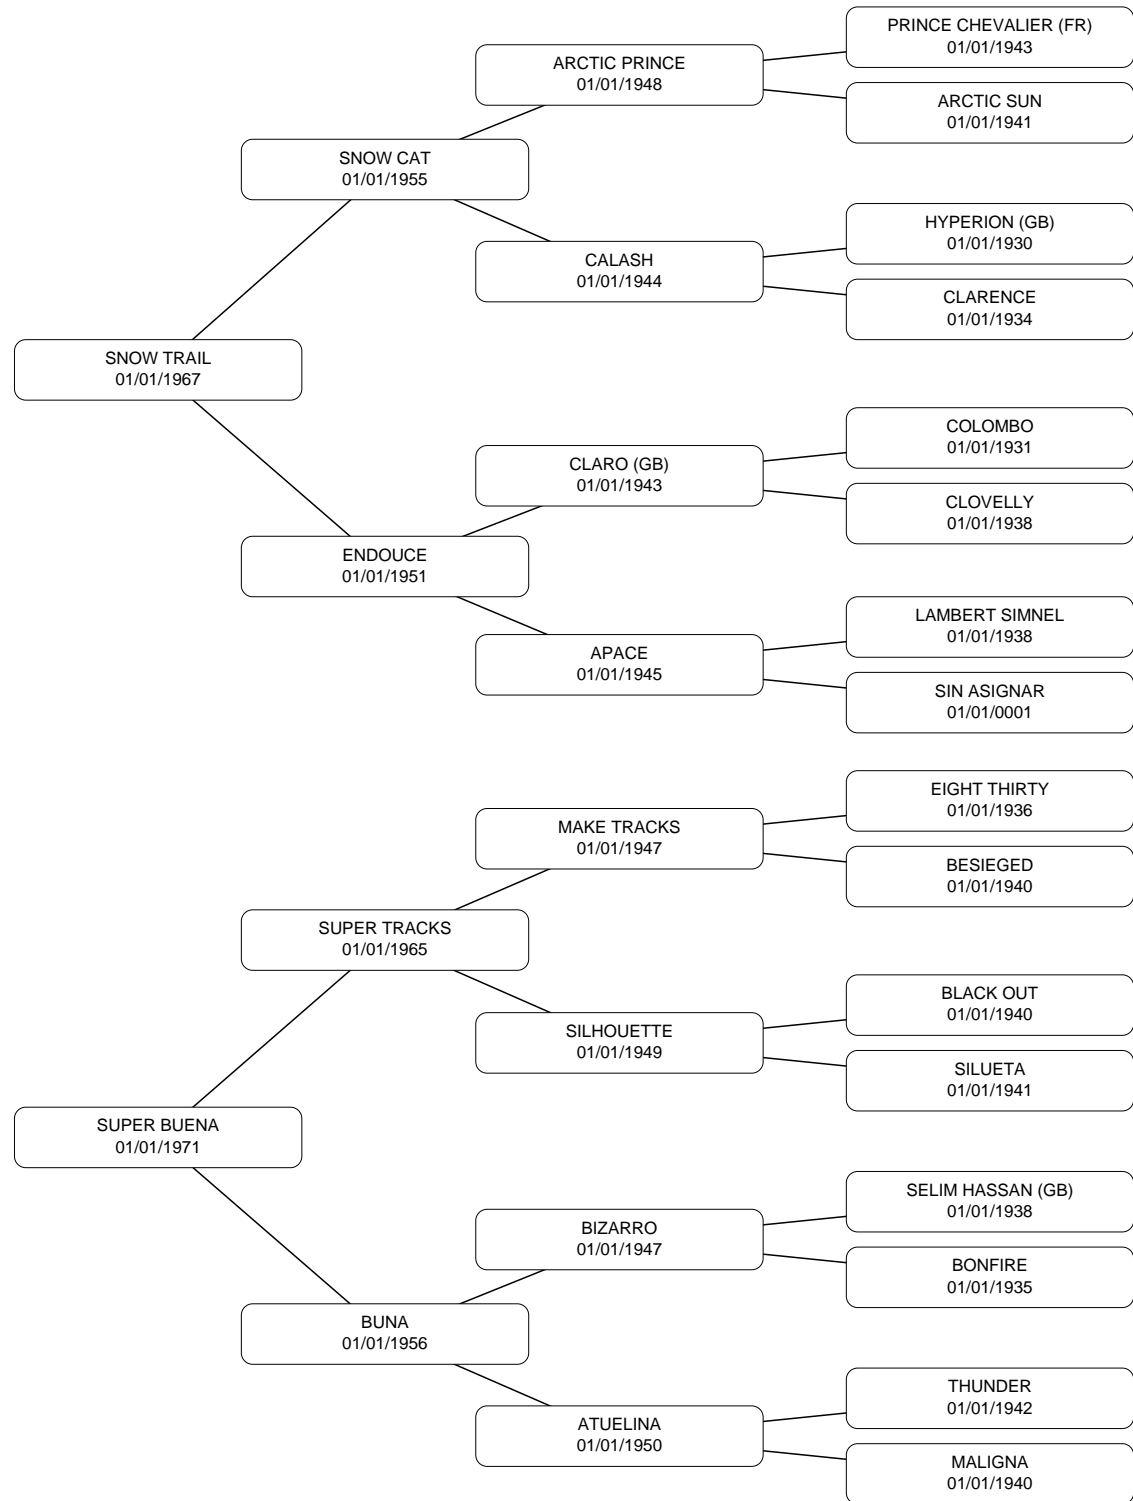 PRINCE CHEVALIER (FR)
01/01/1943
ARCTIC PRINCE
01/01/1948
ARCTIC SUN
01/01/1941
SNOW CAT
01/01/1955
HYPERION (GB)
01/01/1930
CALASH
01/01/1944
CLARENCE
01/01/1934
SNOW TRAIL
01/01/1967
COLOMBO
01/01/1931
CLARO (GB)
01/01/1943
CLOVELLY
01/01/1938
ENDOUCE
01/01/1951
LAMBERT SIMNEL
01/01/1938
APACE
01/01/1945
SIN ASIGNAR
01/01/0001
EIGHT THIRTY
01/01/1936
MAKE TRACKS
01/01/1947
BESIEGED
01/01/1940
SUPER TRACKS
01/01/1965
BLACK OUT
01/01/1940
SILHOUETTE
01/01/1949
SILUETA
01/01/1941
SUPER BUENA
01/01/1971
SELIM HASSAN (GB)
01/01/1938
BIZARRO
01/01/1947
BONFIRE
01/01/1935
BUNA
01/01/1956
THUNDER
01/01/1942
ATUELINA
01/01/1950
MALIGNA
01/01/1940